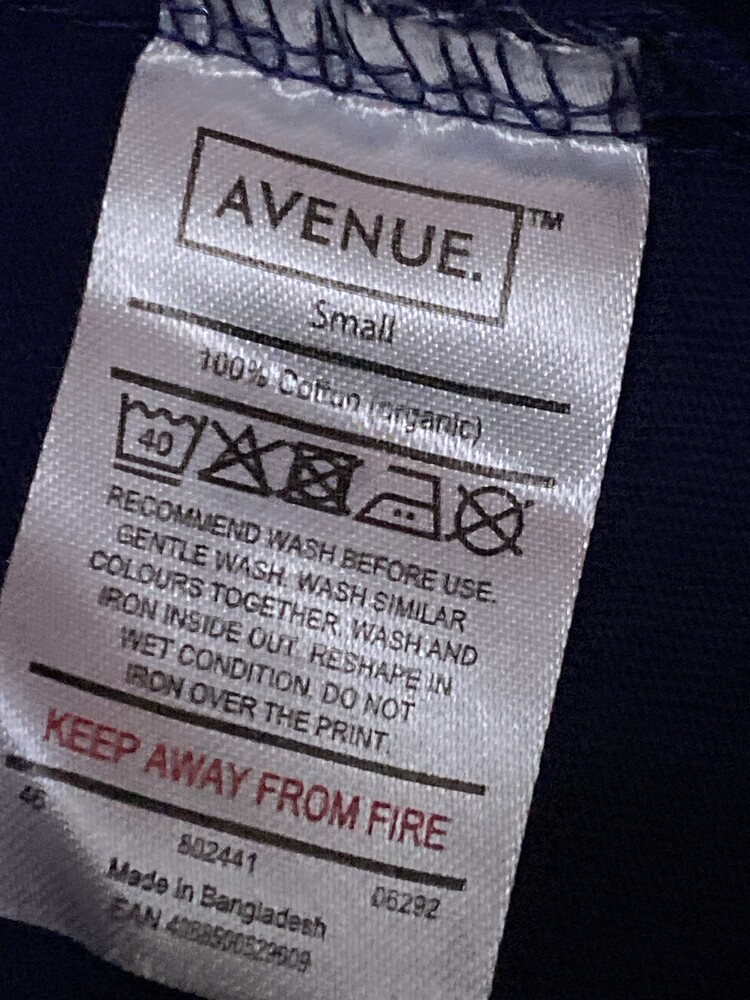 AVENUE.™
Small
100% Cotton (organic)
40
RECOMMEND WASH BEFORE USE.
GENTLE WASH. WASH SIMILAR
COLOURS TOGETHER. WASH AND
IRON INSIDE OUT. RESHAPE IN
WET CONDITION. DO NOT
IRON OVER THE PRINT.
KEEP AWAY FROM FIRE
802441
06292
Made in Bangladesh
EAN